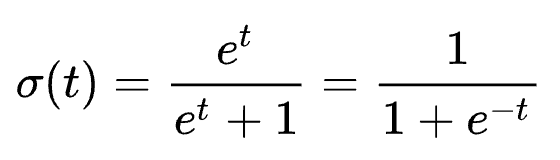 σ(t) = e^t / (e^t + 1) = 1 / (1 + e^−t)